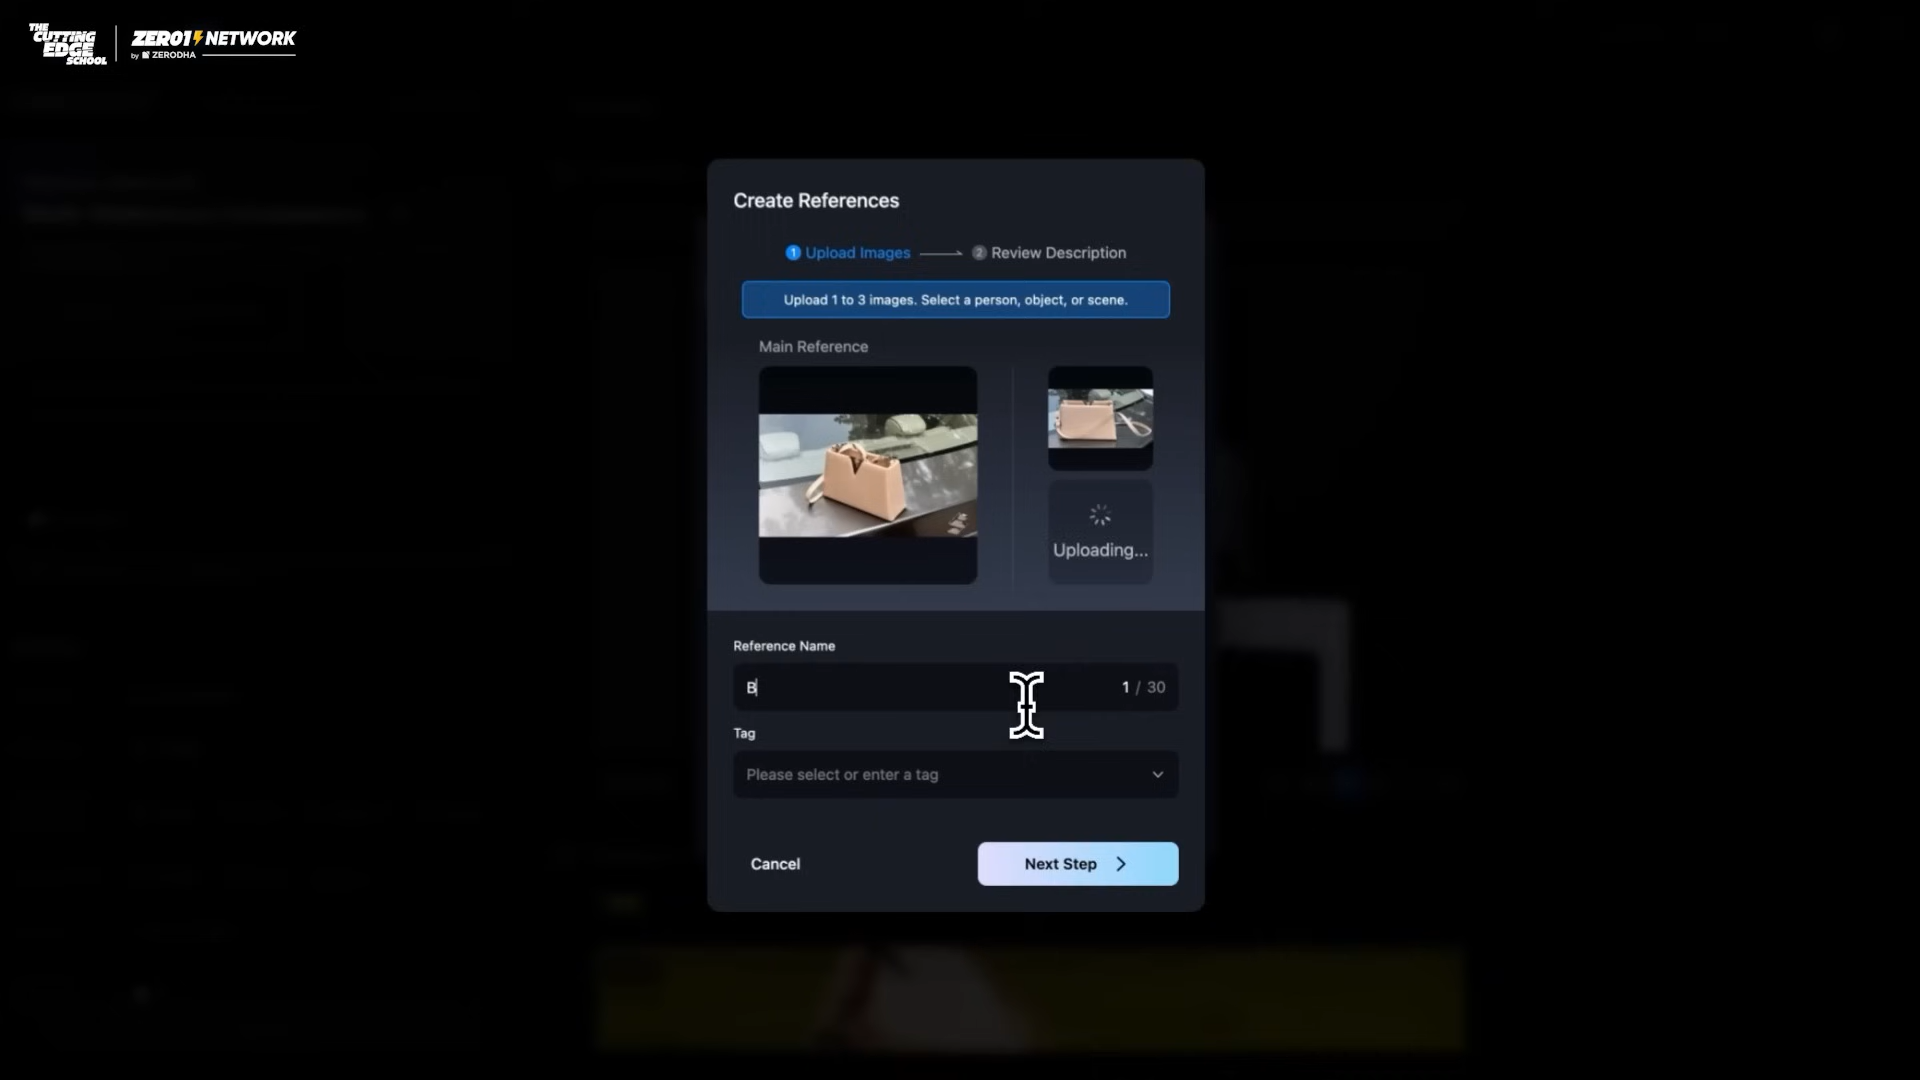 THE
CUTTING
EDGE
SCHOOL
ZERO1 NETWORK
by ZERODHA
Create References
1 Upload Images
2 Review Description
Upload 1 to 3 images. Select a person, object, or scene.
Main Reference
Uploading...
Reference Name
B
1 / 30
Tag
Please select or enter a tag
Cancel
Next Step